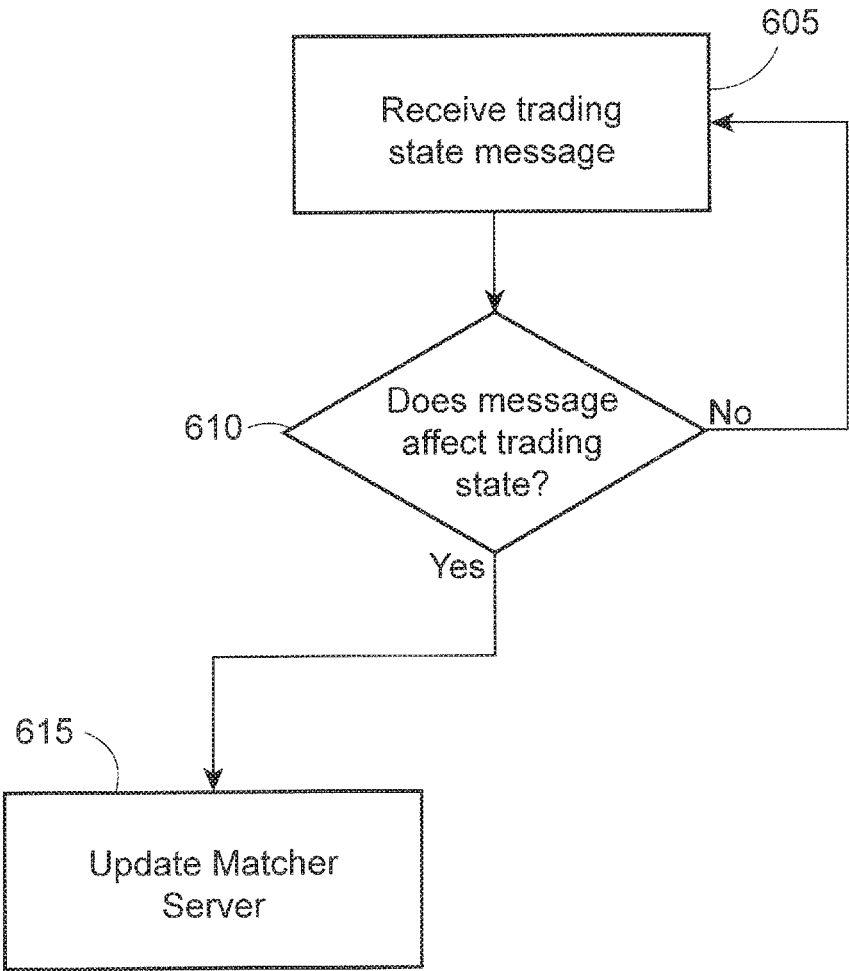 605
Receive trading
state message
610
Does message
affect trading
state?
No
Yes
615
Update Matcher
Server